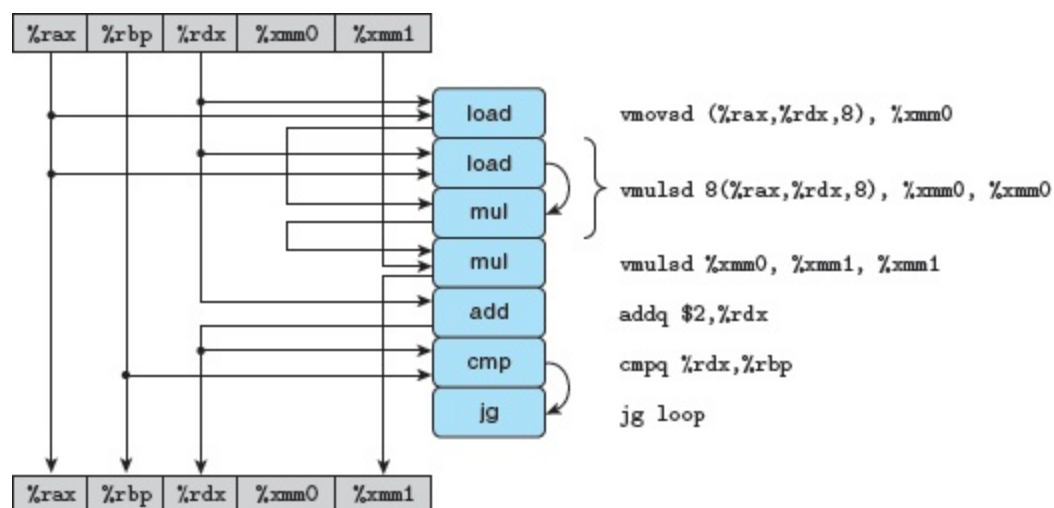 %rax %rbp %rdx %xmm0 %xmm1
load vmovsd (%rax,%rdx,8), %xmm0
load
vmulsd 8(%rax,%rdx,8), %xmm0, %xmm0
mul
mul vmulsd %xmm0, %xmm1, %xmm1
add addq $2,%rdx
cmp cmpq %rdx,%rbp
jg jg loop
%rax %rbp %rdx %xmm0 %xmm1